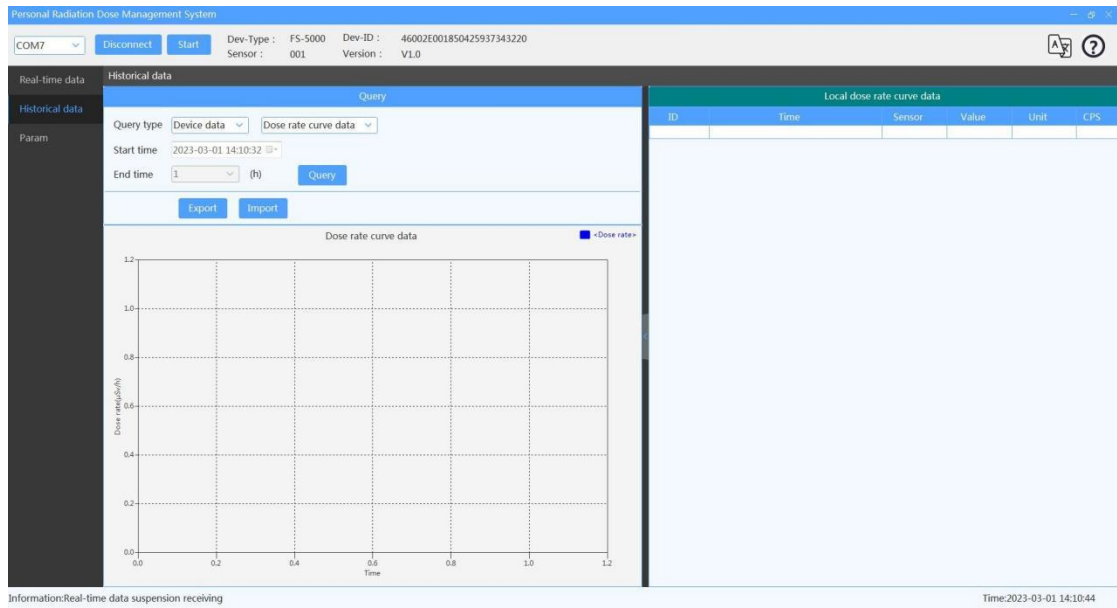 Personal Radiation Dose Management System
COM7 Disconnect Start Dev-Type : FS-5000 Dev-ID : 46002E001850425937343220
Sensor : 001 Version : V1.0
Real-time data
Historical data
Param
Historical data
Query
Query type Device data Dose rate curve data
Start time 2023-03-01 14:10:32
End time 1 (h) Query
Export Import
Dose rate curve data <Dose rate>
Dose rate(μSv/h)
1.2
1.0
0.8
0.6
0.4
0.2
0.0
0.0 0.2 0.4 0.6 0.8 1.0 1.2
Time
Local dose rate curve data
ID Time Sensor Value Unit CPS
Information:Real-time data suspension receiving Time:2023-03-01 14:10:44